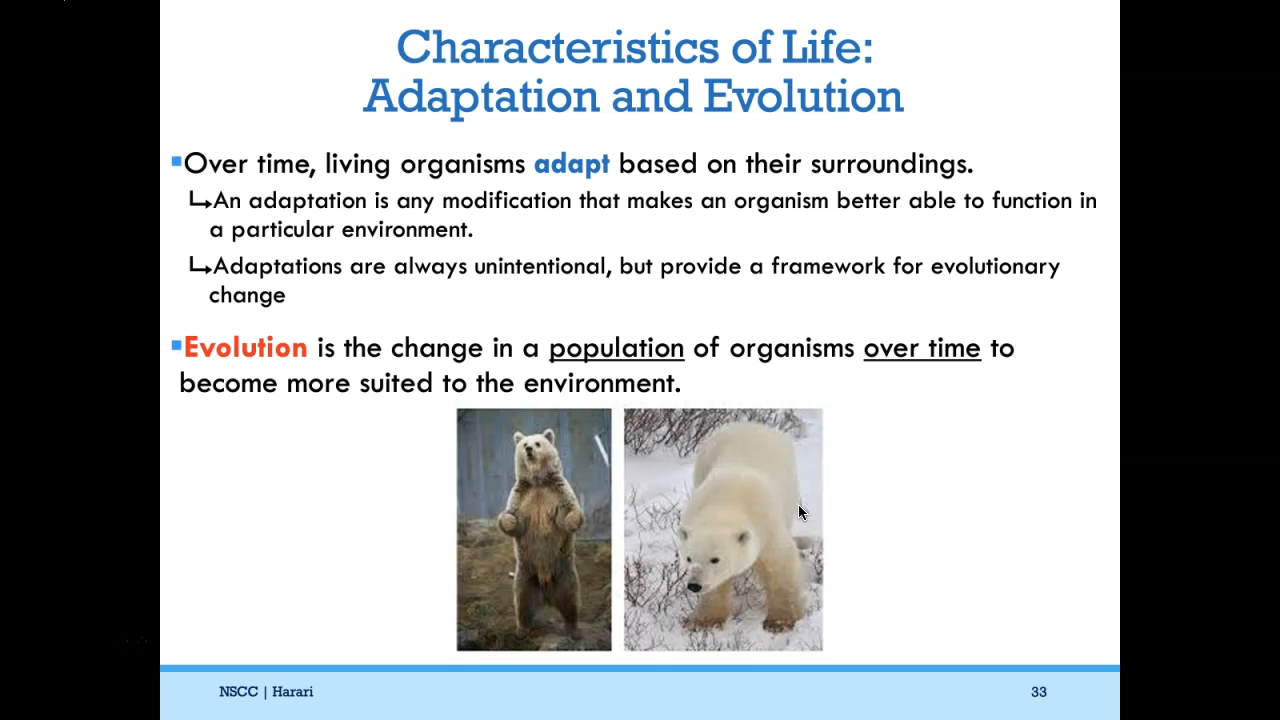 Characteristics of Life:
Adaptation and Evolution
Over time, living organisms adapt based on their surroundings.
An adaptation is any modification that makes an organism better able to function in
a particular environment.
Adaptations are always unintentional, but provide a framework for evolutionary
change
Evolution is the change in a population of organisms over time to
become more suited to the environment.
NSCC | Harari
33